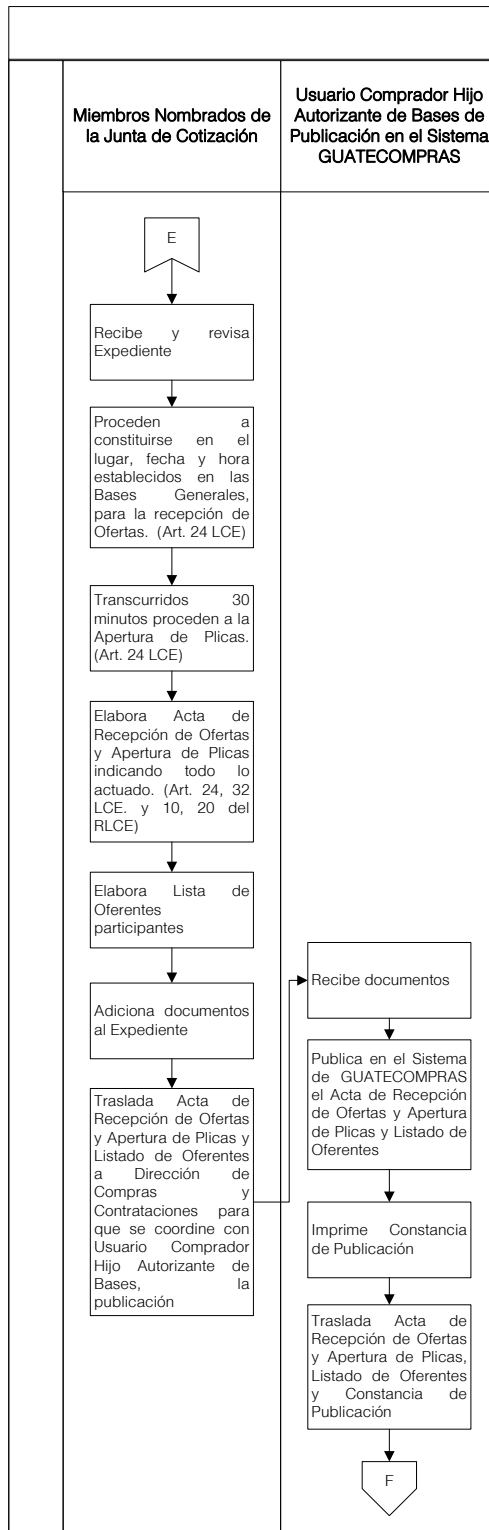 Miembros Nombrados de
la Junta de Cotización
Usuario Comprador Hijo
Autorizante de Bases de
Publicación en el Sistema
GUATECOMPRAS
E
Recibe y revisa
Expediente
Proceden a
constituirse en el
lugar, fecha y hora
establecidos en las
Bases Generales,
para la recepción de
Ofertas. (Art. 24 LCE)
Transcurridos 30
minutos proceden a la
Apertura de Plicas.
(Art. 24 LCE)
Elabora Acta de
Recepción de Ofertas
y Apertura de Plicas
indicando todo lo
actuado. (Art. 24, 32
LCE. y 10, 20 del
RLCE)
Elabora Lista de
Oferentes
participantes
Adiciona documentos
al Expediente
Traslada Acta de
Recepción de Ofertas
y Apertura de Plicas y
Listado de Oferentes
a Dirección de
Compras y
Contrataciones para
que se coordine con
Usuario Comprador
Hijo Autorizante de
Bases, la
publicación
Recibe documentos
Publica en el Sistema
de GUATECOMPRAS
el Acta de Recepción
de Ofertas y Apertura
de Plicas y Listado de
Oferentes
Imprime Constancia
de Publicación
Traslada Acta de
Recepción de Ofertas
y Apertura de Plicas,
Listado de Oferentes
y Constancia de
Publicación
F